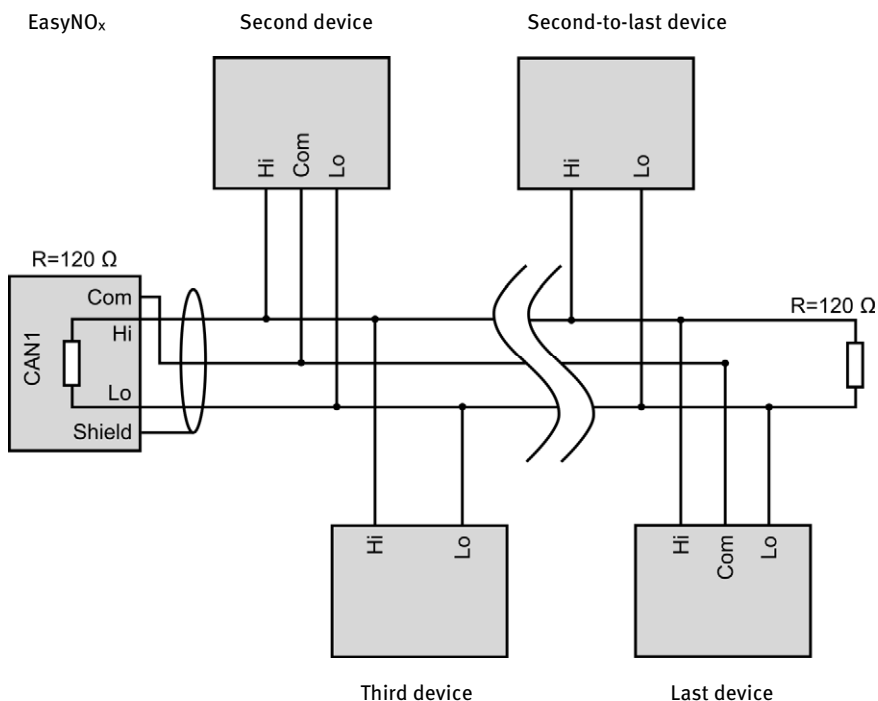 EasyNOₓ
Second device
Second-to-last device
Hi
Com
Lo
Hi
Lo
R=120 Ω
R=120 Ω
Com
Hi
CAN1
Lo
Shield
Hi
Lo
Hi
Com
Lo
Third device
Last device